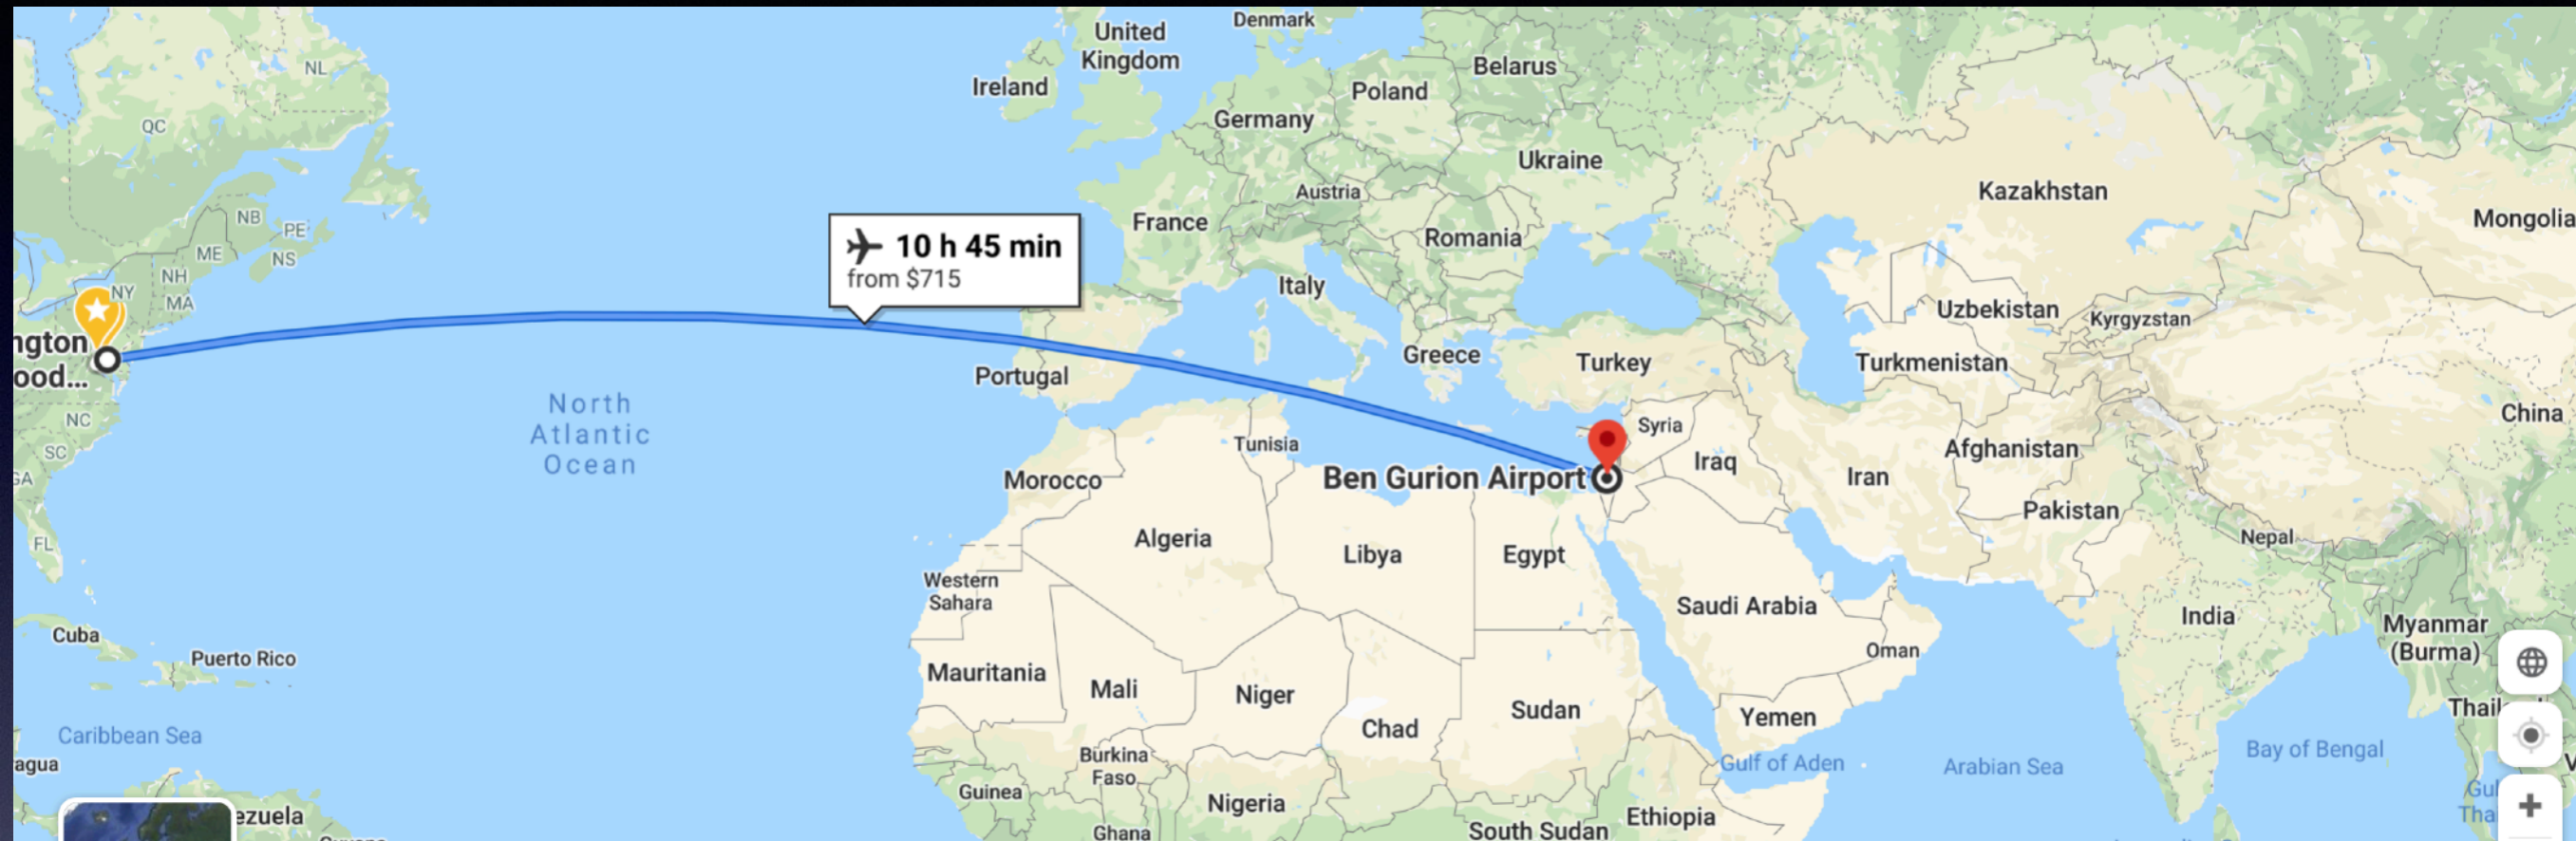 Denmark
United
Kingdom
Ireland
Belarus
Poland
Germany
Ukraine
Austria
France
Romania
Italy
Kazakhstan
Mongolia
NL
QC
NB
PE
ME
NS
NH
NY
MA
10 h 45 min
from $715
Uzbekistan
Kyrgyzstan
ngton
ood...
Portugal
Greece
Turkey
Turkmenistan
North
Atlantic
Ocean
NC
SC
GA
FL
Tunisia
Morocco
Syria
Iraq
Iran
Afghanistan
China
Ben Gurion Airport
Pakistan
Nepal
Algeria
Libya
Egypt
Western
Sahara
Saudi Arabia
India
Myanmar
(Burma)
Cuba
Puerto Rico
Oman
Mauritania
Mali
Niger
Chad
Sudan
Yemen
Thail
Caribbean Sea
agua
Burkina
Faso
Gulf of Aden
Arabian Sea
Bay of Bengal
V
Guinea
Nigeria
Ethiopia
ezuela
Ghana
South Sudan
Gul
Tha